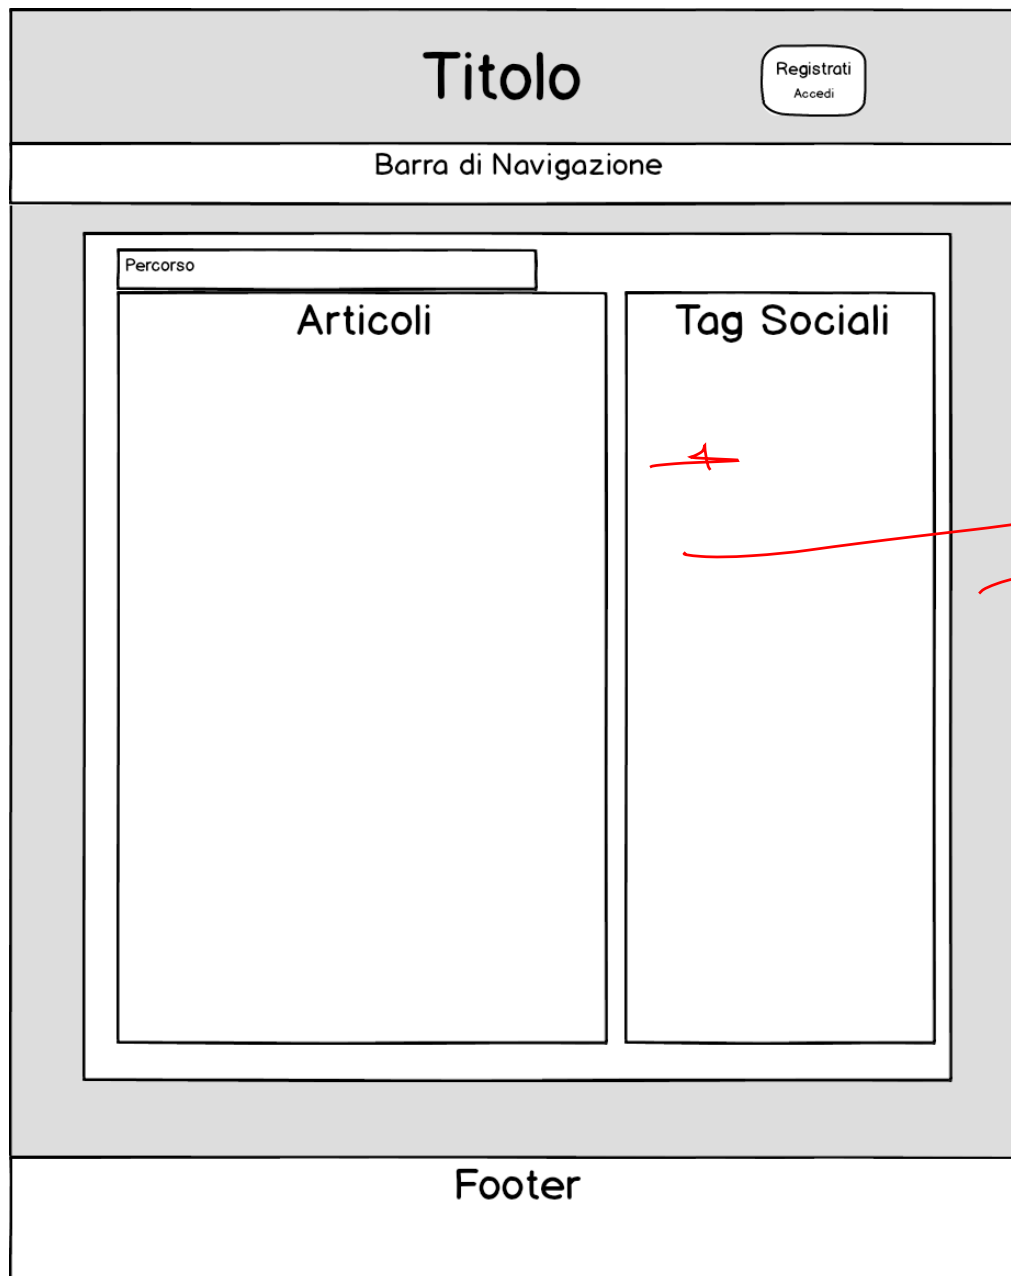 Titolo
Registrati
Accedi
Barra di Navigazione
Percorso
Articoli
Tag Sociali
Footer